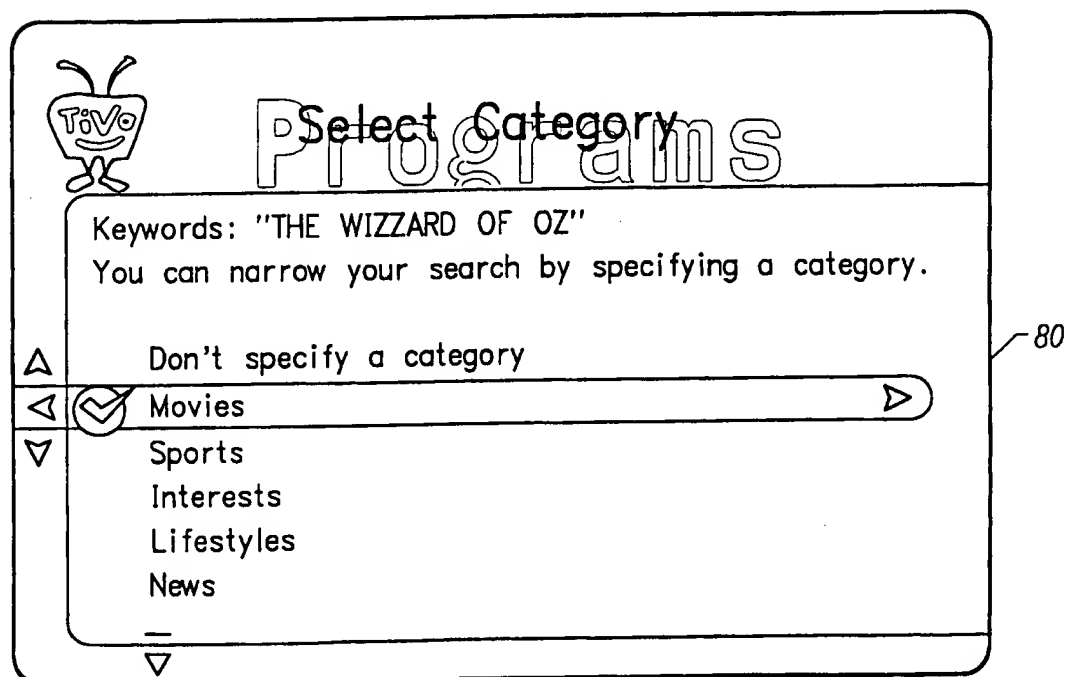 TiVo
Programs
Select Category
Keywords: "THE WIZZARD OF OZ"
You can narrow your search by specifying a category.
Don't specify a category
Movies
Sports
Interests
Lifestyles
News
80